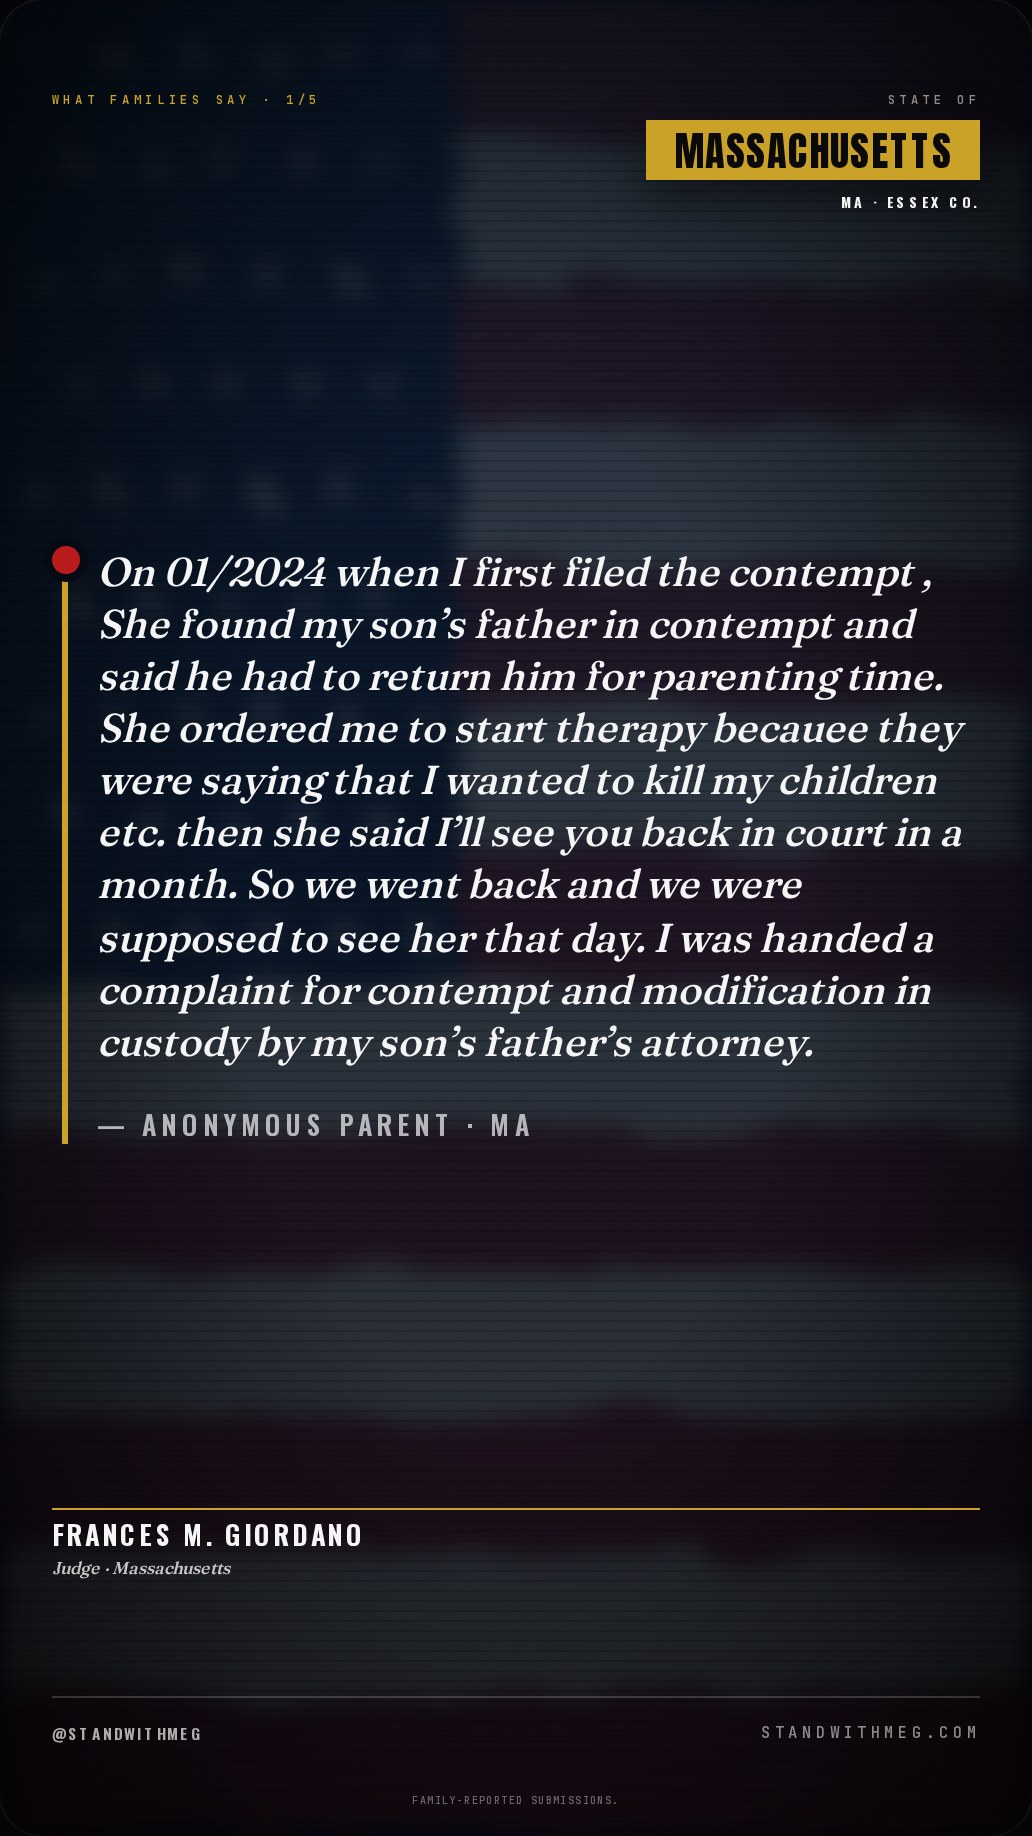 WHAT FAMILIES SAY · 1/5
STATE OF
MASSACHUSETTS
MA · ESSEX CO.
On 01/2024 when I first filed the contempt ,
She found my son’s father in contempt and
said he had to return him for parenting time.
She ordered me to start therapy becauee they
were saying that I wanted to kill my children
etc. then she said I’ll see you back in court in a
month. So we went back and we were
supposed to see her that day. I was handed a
complaint for contempt and modification in
custody by my son’s father’s attorney.
— ANONYMOUS PARENT · MA
FRANCES M. GIORDANO
Judge · Massachusetts
@STANDWITHMEG
STANDWITHMEG.COM
FAMILY-REPORTED SUBMISSIONS.